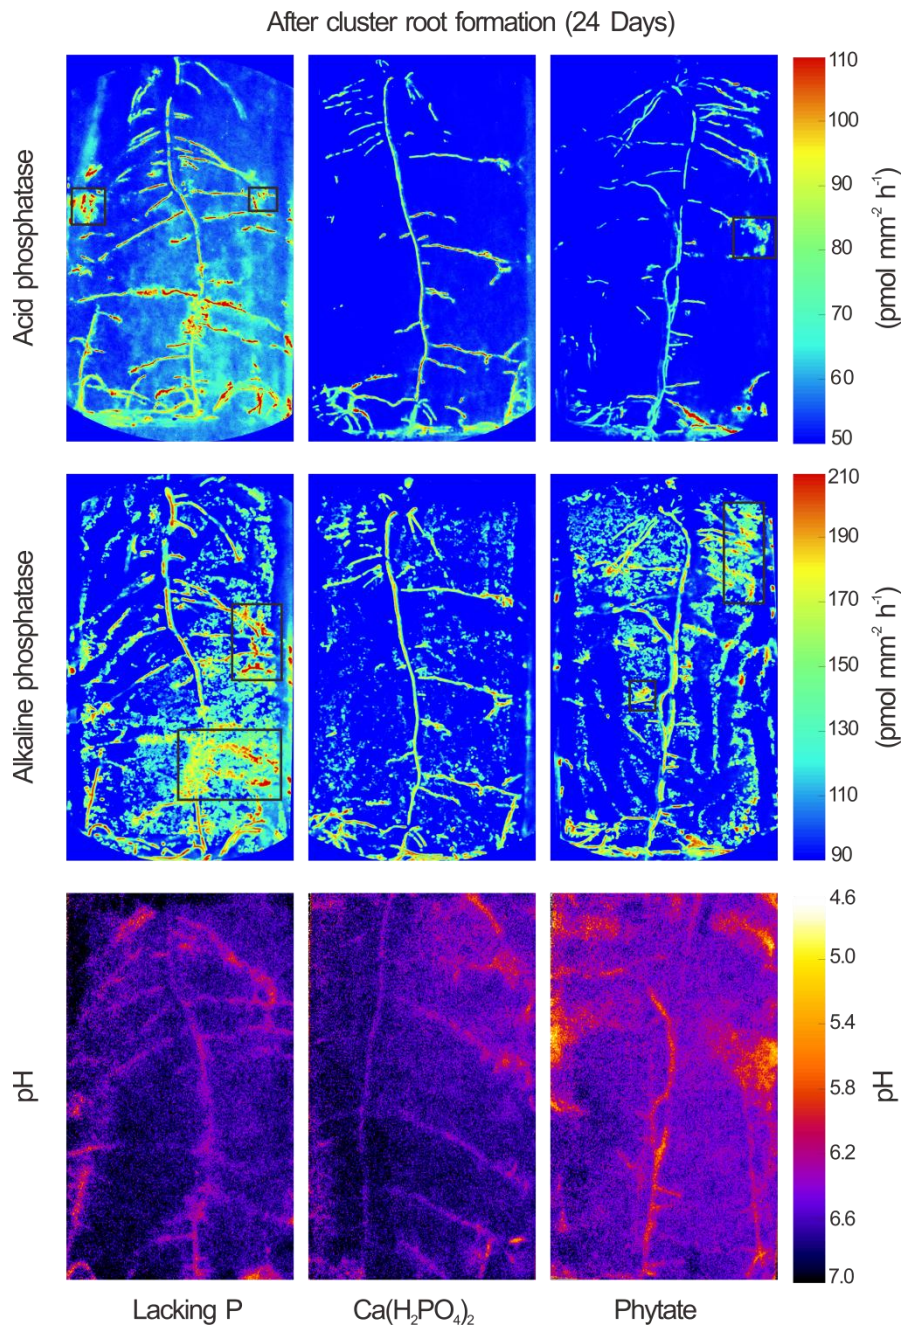 After cluster root formation (24 Days)
Acid phosphatase
110
100
90
80
70
60
50
(pmol mm⁻² h⁻¹)
Alkaline phosphatase
210
190
170
150
130
110
90
(pmol mm⁻² h⁻¹)
pH
4.6
5.0
5.4
5.8
6.2
6.6
7.0
pH
Lacking P
Ca(H₂PO₄)₂
Phytate